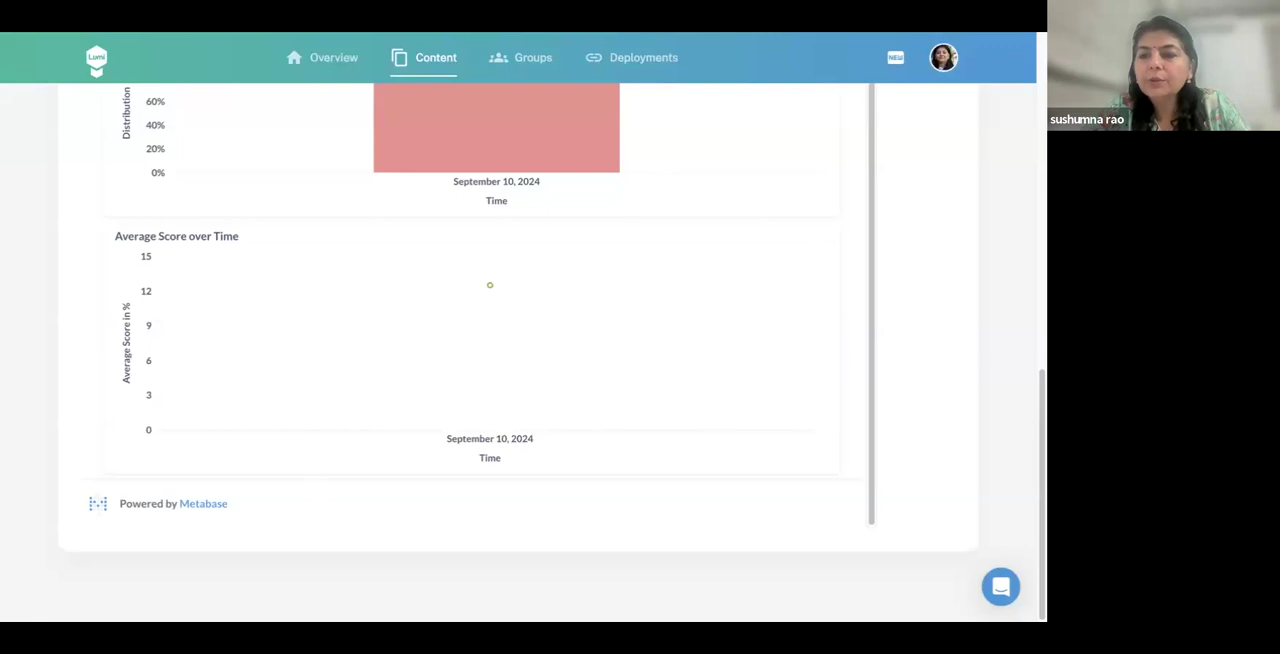 Lumi
Overview
Content
Groups
Deployments
NEW
sushumna rao
Distribution
60%
40%
20%
0%
September 10, 2024
Time
Average Score over Time
15
12
9
6
3
0
Average Score in %
September 10, 2024
Time
Powered by Metabase